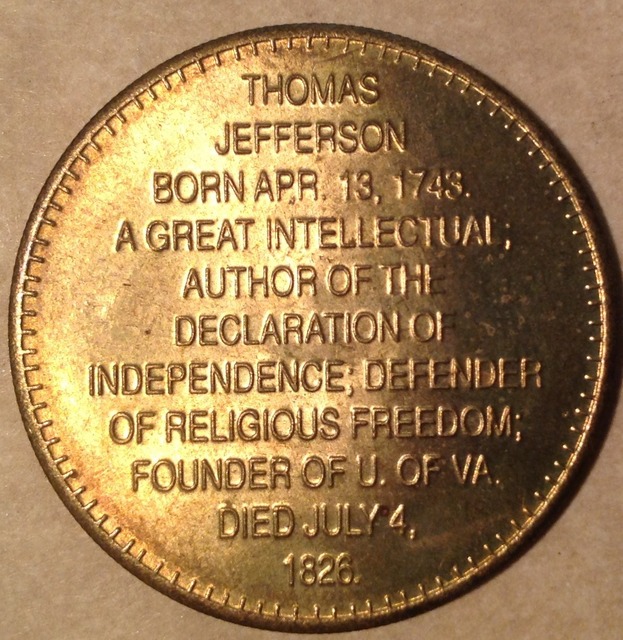 THOMAS
JEFFERSON
BORN APR. 13, 1743.
A GREAT INTELLECTUAL;
AUTHOR OF THE
DECLARATION OF
INDEPENDENCE; DEFENDER
OF RELIGIOUS FREEDOM;
FOUNDER OF U. OF VA.
DIED JULY 4,
1826.